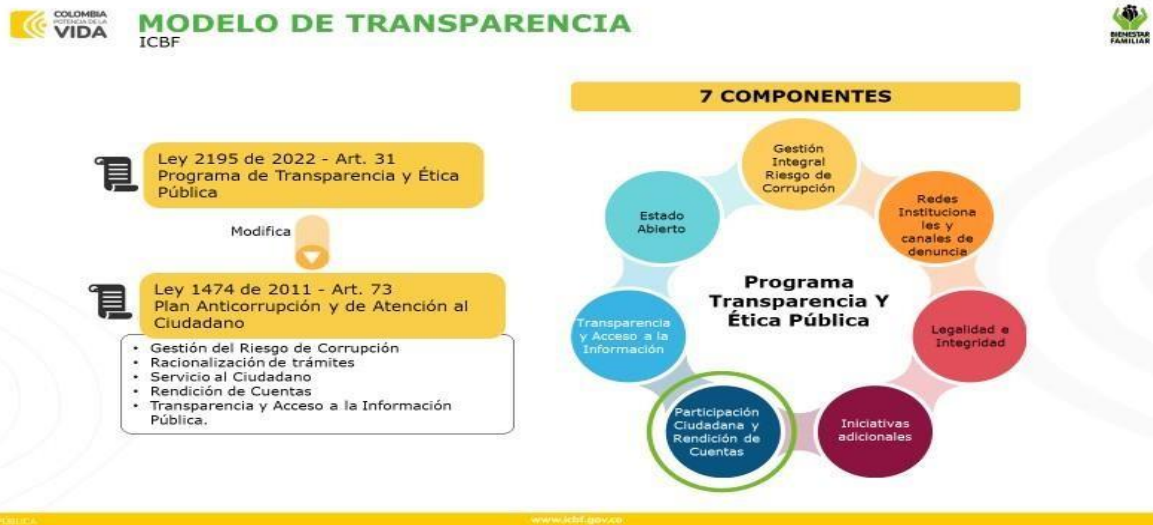 COLOMBIA
POTENCIA DE LA
VIDA
MODELO DE TRANSPARENCIA
ICBF
BIENESTAR
FAMILIAR
Ley 2195 de 2022 - Art. 31
Programa de Transparencia y Ética
Pública
Modifica
Ley 1474 de 2011 - Art. 73
Plan Anticorrupción y de Atención al
Ciudadano
• Gestión del Riesgo de Corrupción
• Racionalización de trámites
• Servicio al Ciudadano
• Rendición de Cuentas
• Transparencia y Acceso a la Información
Pública.
7 COMPONENTES
Gestión
Integral
Riesgo de
Corrupción
Redes
Instituciona
les y
canales de
denuncia
Legalidad e
Integridad
Iniciativas
adicionales
Participación
Ciudadana y
Rendición de
Cuentas
Transparencia
y Acceso a la
Información
Estado
Abierto
Programa
Transparencia Y
Ética Pública
PÚBLICA
www.icbf.gov.co